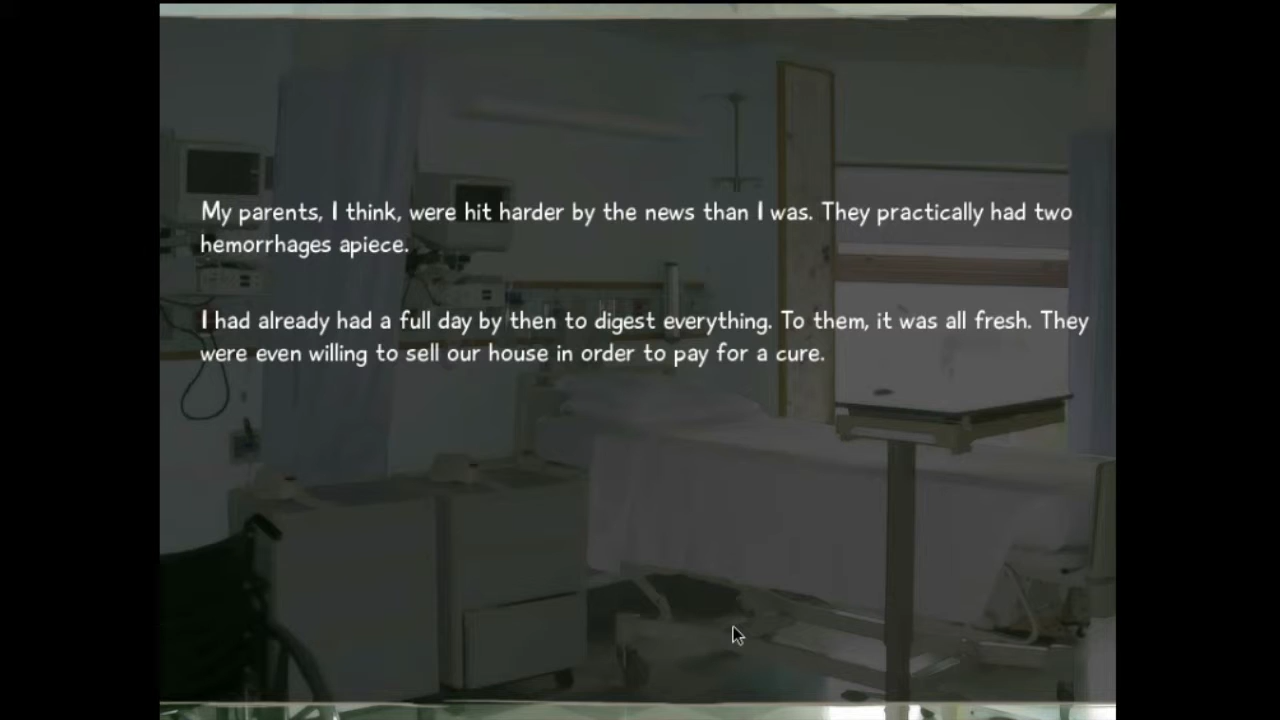 My parents, I think, were hit harder by the news than I was. They practically had two
hemorrhages apiece.
I had already had a full day by then to digest everything. To them, it was all fresh. They
were even willing to sell our house in order to pay for a cure.